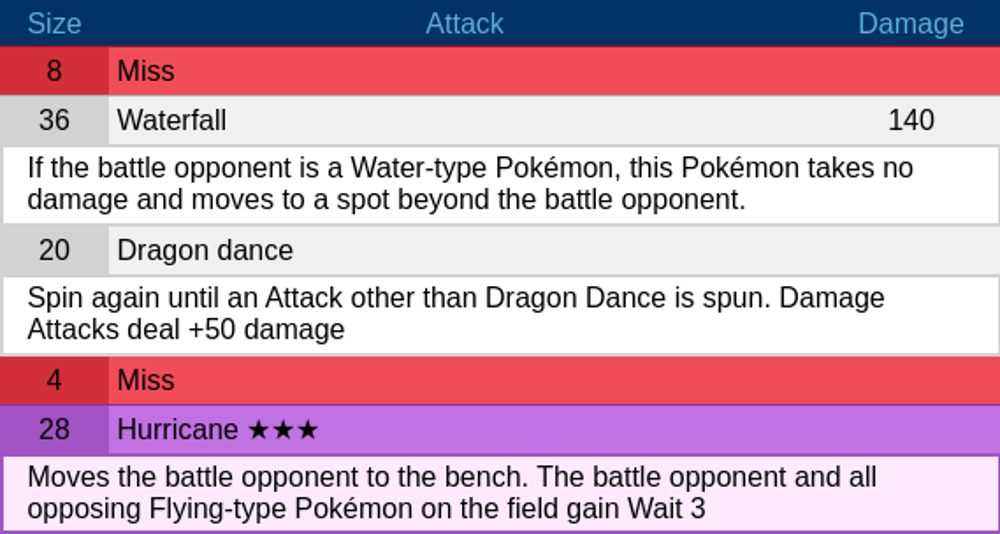 Size Attack Damage
8 Miss
36 Waterfall 140
If the battle opponent is a Water-type Pokémon, this Pokémon takes no
damage and moves to a spot beyond the battle opponent.
20 Dragon dance
Spin again until an Attack other than Dragon Dance is spun. Damage
Attacks deal +50 damage
4 Miss
28 Hurricane ★★★
Moves the battle opponent to the bench. The battle opponent and all
opposing Flying-type Pokémon on the field gain Wait 3